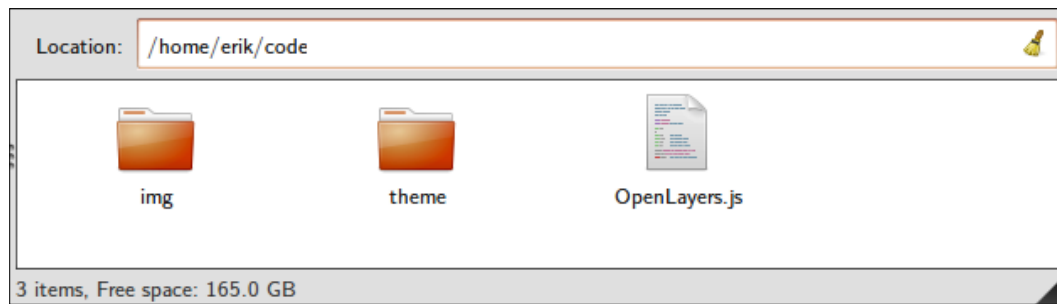 Location: /home/erik/code
img theme OpenLayers.js
3 items, Free space: 165.0 GB